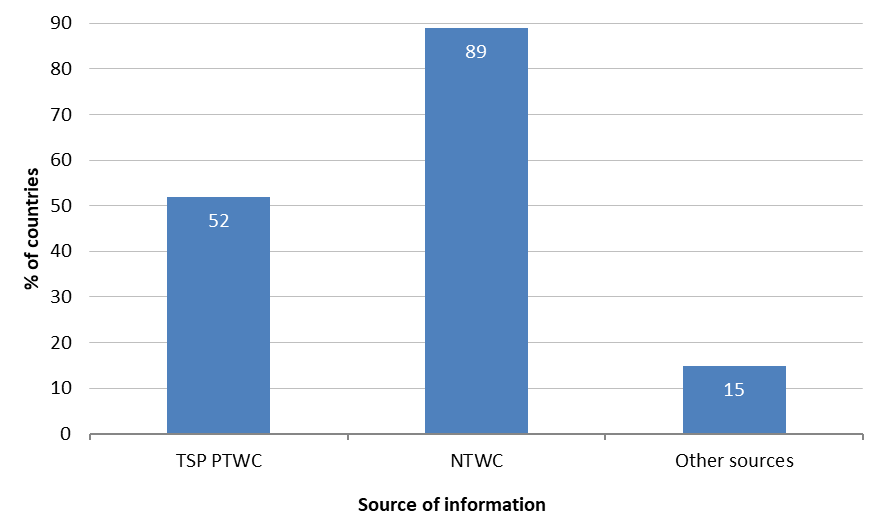 90
80
70
60
50
40
30
20
10
0
% of countries
52
89
15
TSP PTWC
NTWC
Other sources
Source of information